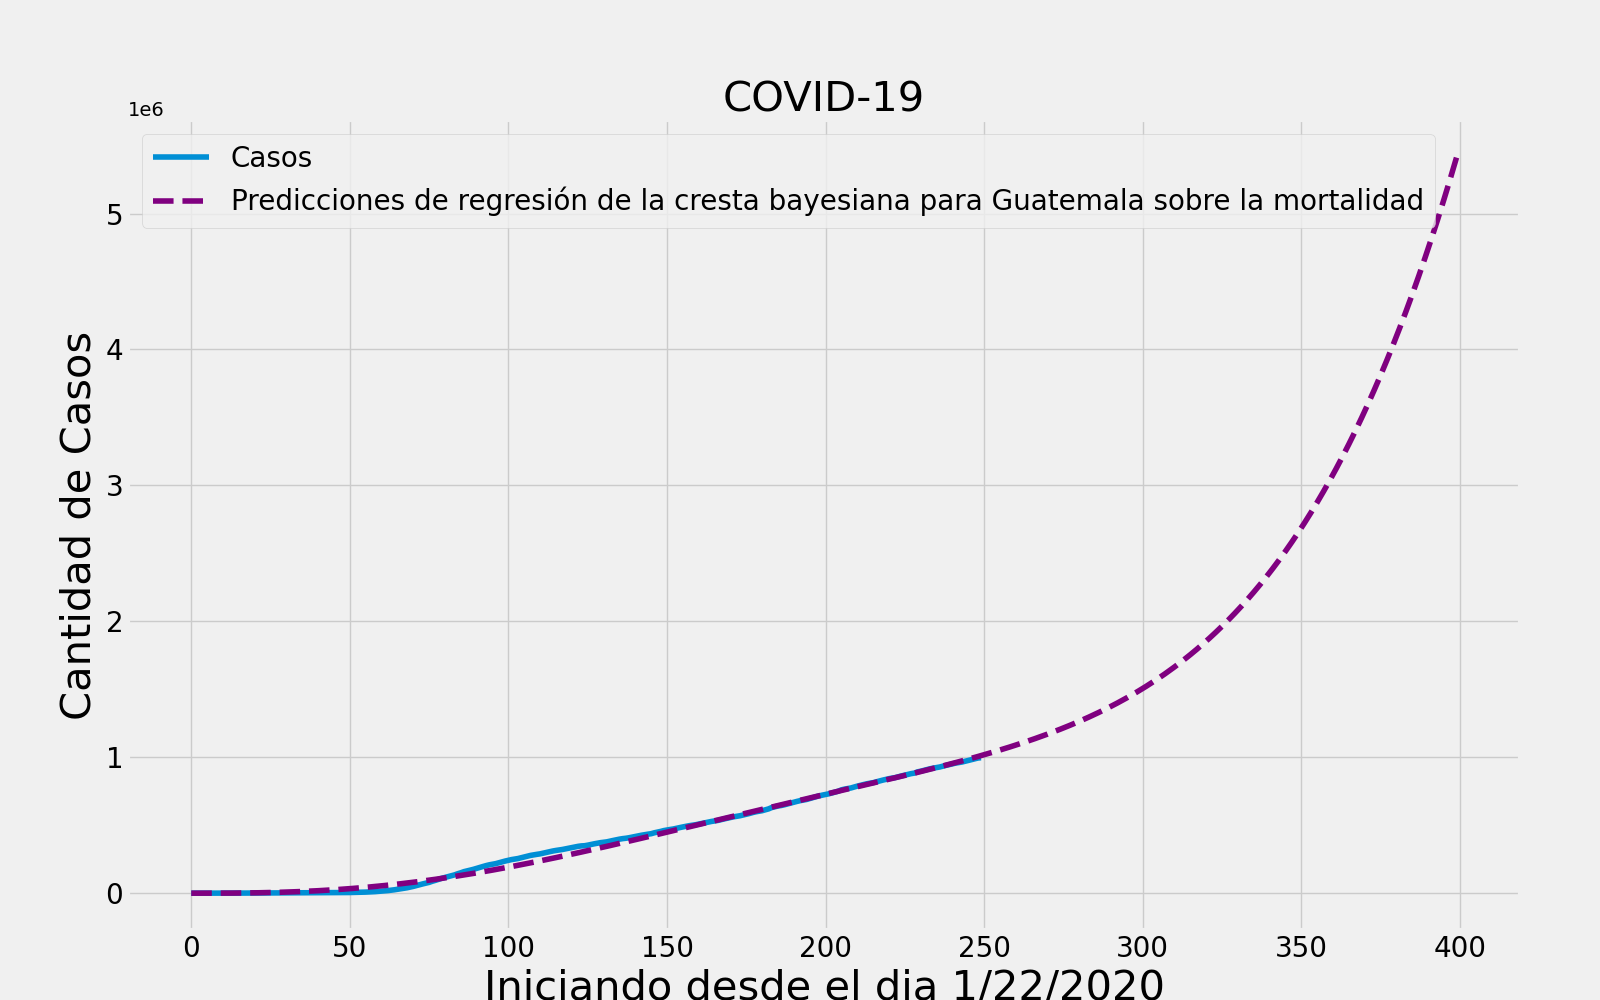 COVID-19
1e6
Casos
Predicciones de regresión de la cresta bayesiana para Guatemala sobre la mortalidad
5
4
3
2
1
0
Cantidad de Casos
0 50 100 150 200 250 300 350 400
Iniciando desde el dia 1/22/2020